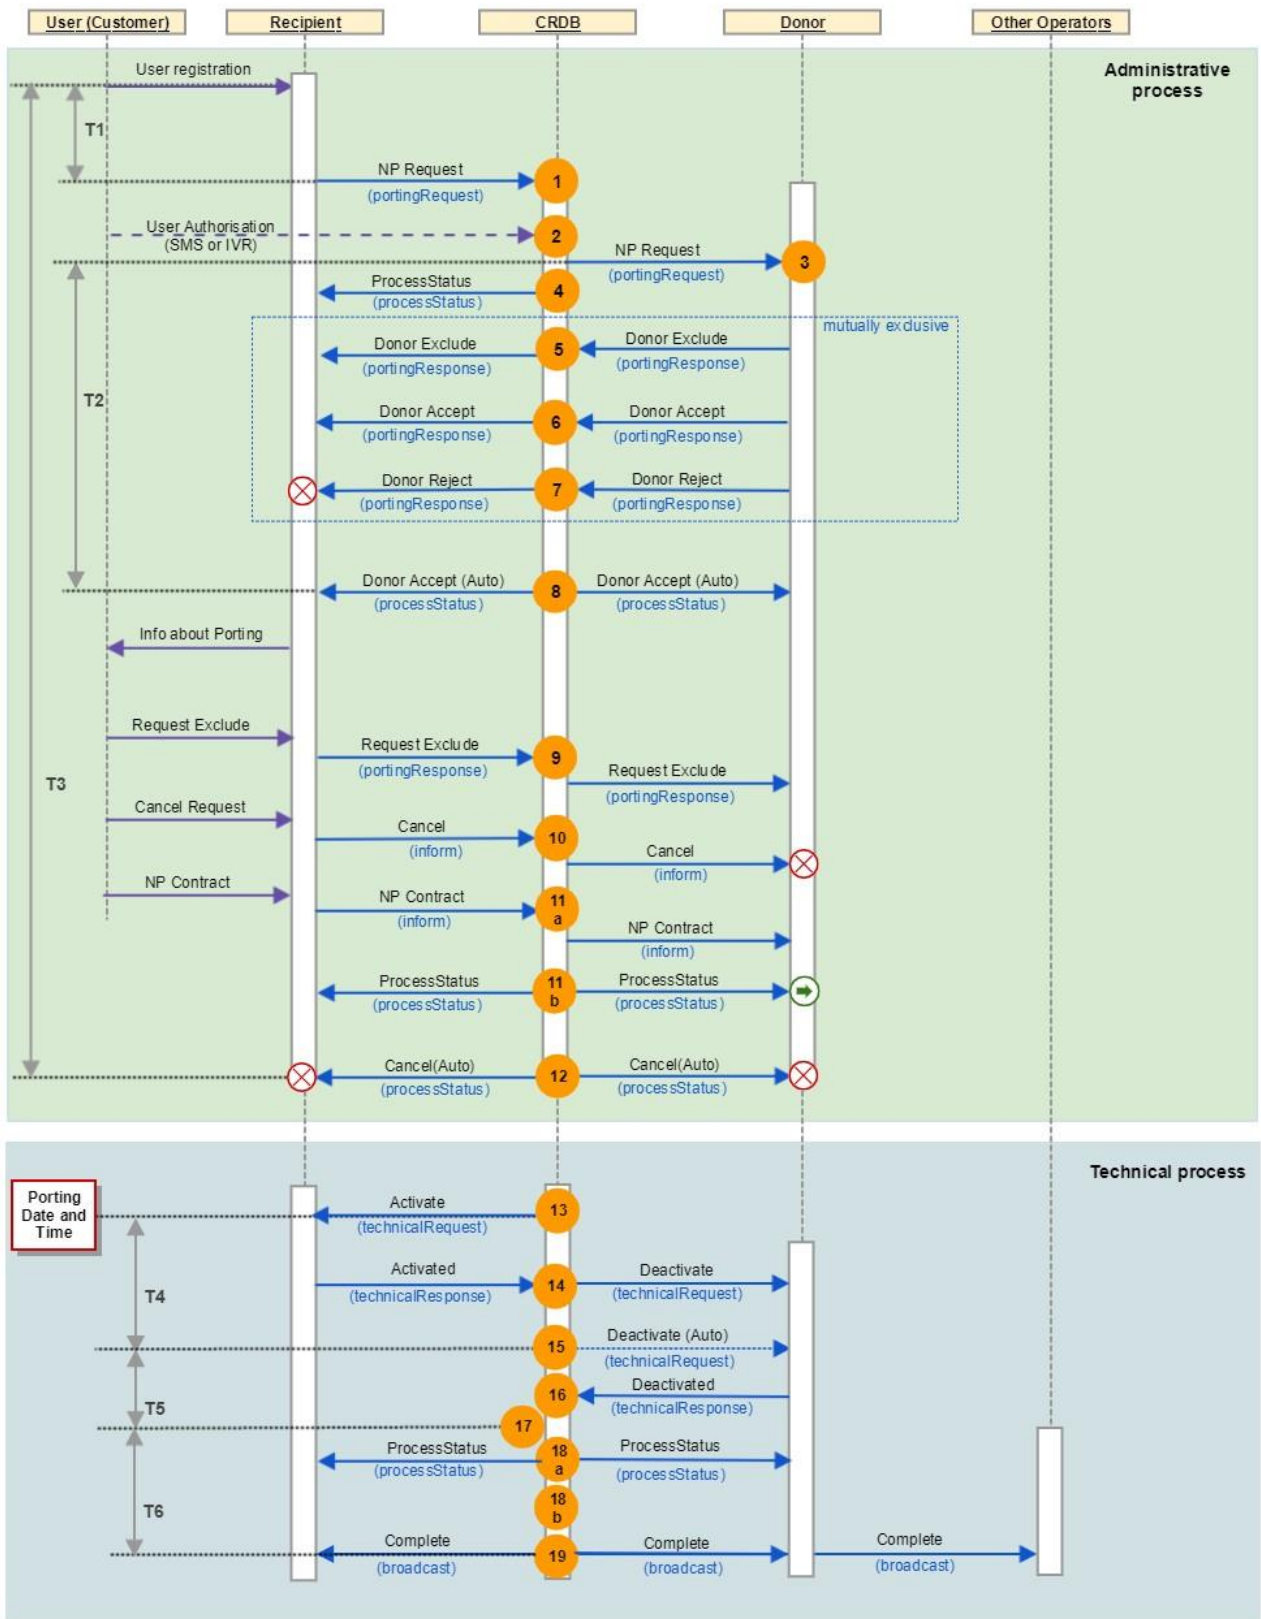 User (Customer)
Recipient
CRDB
Donor
Other Operators
Administrative
process
User registration
T1
NP Request
(portingRequest)
1
User Authorisation
(SMS or IVR)
2
NP Request
(portingRequest)
3
ProcessStatus
(processStatus)
4
mutually exclusive
Donor Exclude
(portingResponse)
5
Donor Exclude
(portingResponse)
T2
Donor Accept
(portingResponse)
6
Donor Accept
(portingResponse)
Donor Reject
(portingResponse)
7
Donor Reject
(portingResponse)
Donor Accept (Auto)
(processStatus)
8
Donor Accept (Auto)
(processStatus)
Info about Porting
Request Exclude
Request Exclude
(portingResponse)
9
Request Exclude
(portingResponse)
T3
Cancel Request
Cancel
(inform)
10
Cancel
(inform)
NP Contract
NP Contract
(inform)
11
a
NP Contract
(inform)
ProcessStatus
(processStatus)
11
b
ProcessStatus
(processStatus)
Cancel(Auto)
(processStatus)
12
Cancel(Auto)
(processStatus)
Technical process
Porting
Date and
Time
Activate
(technicalRequest)
13
T4
Activated
(technicalResponse)
14
Deactivate
(technicalRequest)
15
Deactivate (Auto)
(technicalRequest)
T5
16
Deactivated
(technicalResponse)
17
ProcessStatus
(processStatus)
18
a
ProcessStatus
(processStatus)
T6
18
b
Complete
(broadcast)
19
Complete
(broadcast)
Complete
(broadcast)